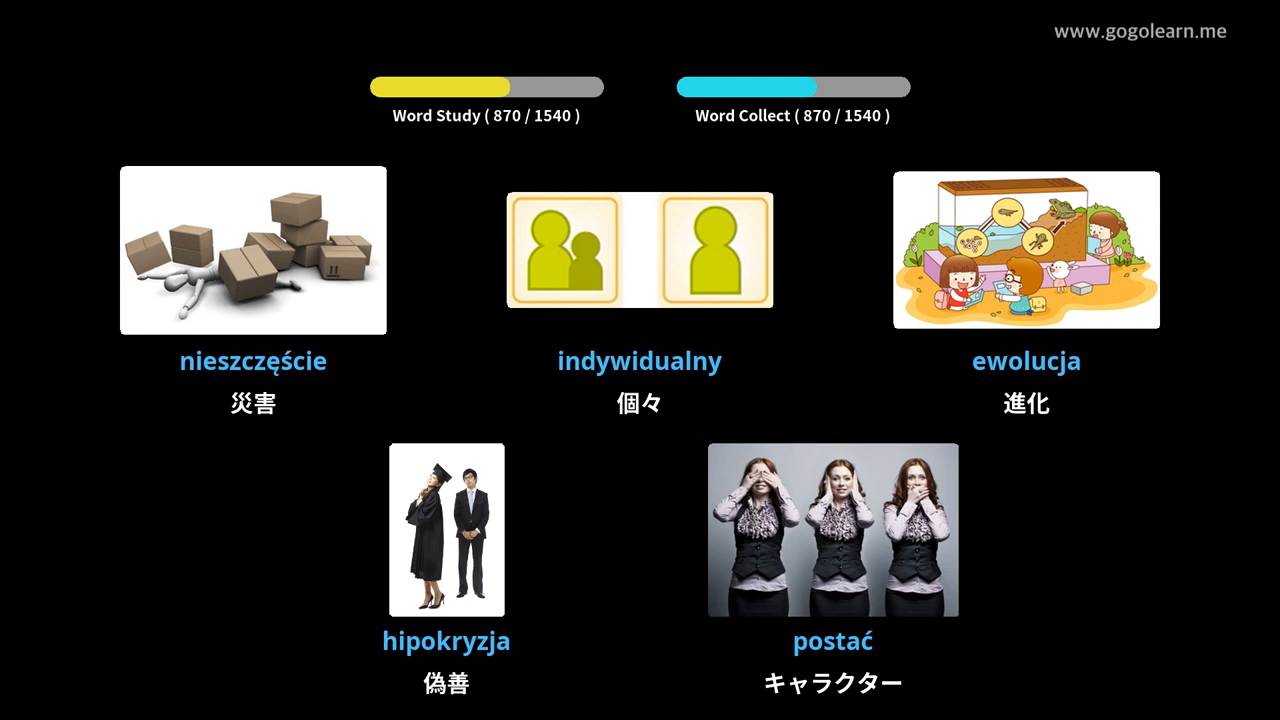 www.gogolearn.me
Word Study ( 870 / 1540 )
Word Collect ( 870 / 1540 )
nieszczęście
災害
indywidualny
個々
ewolucja
進化
hipokryzja
偽善
postać
キャラクター